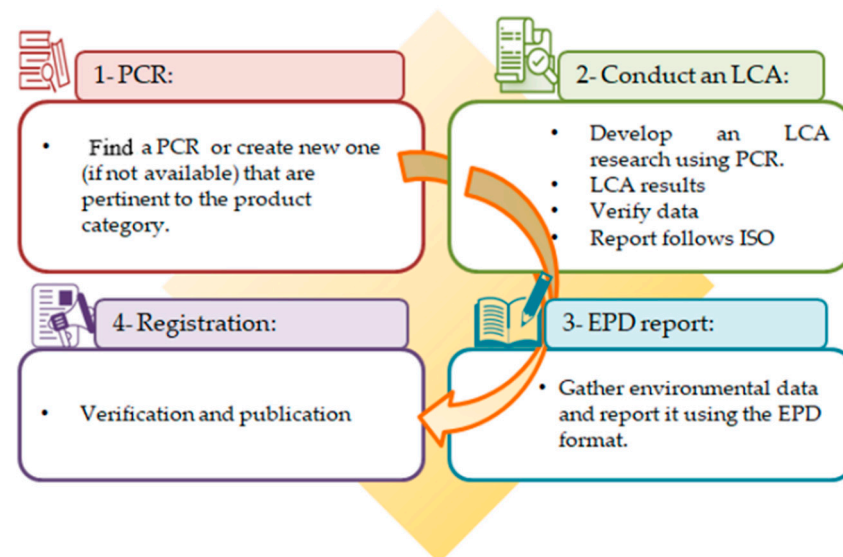 1- PCR:
• Find a PCR or create new one
(if not available) that are
pertinent to the product
category.
2- Conduct an LCA:
• Develop an LCA
research using PCR.
• LCA results
• Verify data
• Report follows ISO
3- EPD report:
• Gather environmental data
and report it using the EPD
format.
4- Registration:
• Verification and publication